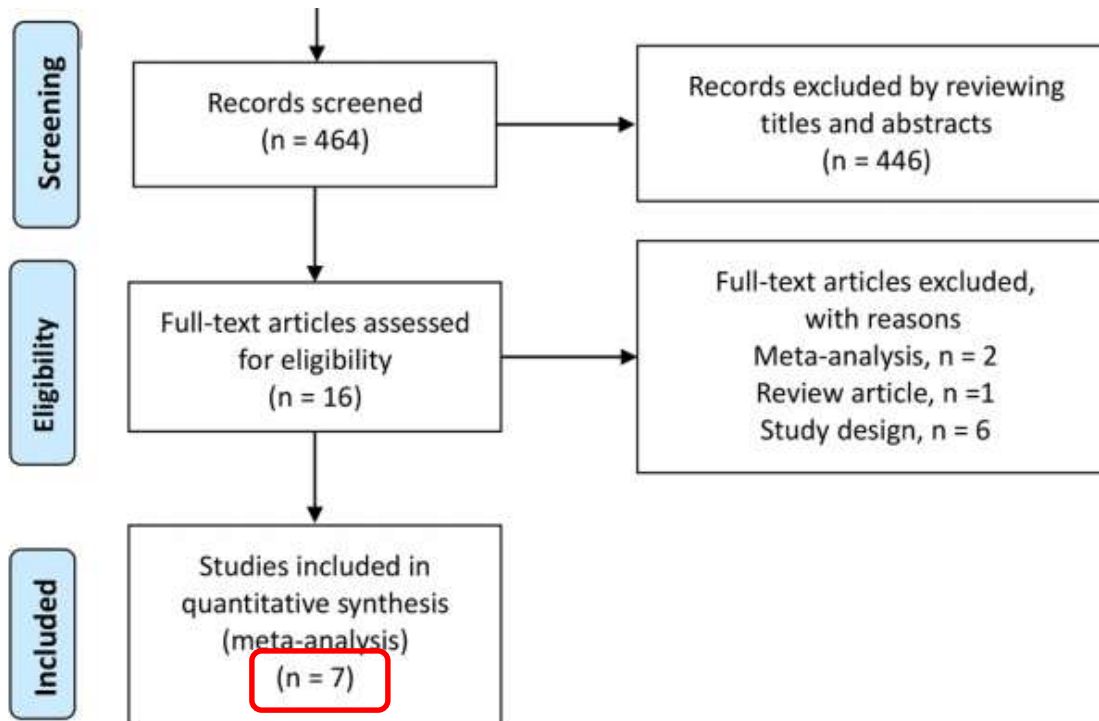 Screening
Records screened
(n = 464)
Records excluded by reviewing
titles and abstracts
(n = 446)
Eligibility
Full-text articles assessed
for eligibility
(n = 16)
Full-text articles excluded,
with reasons
Meta-analysis, n = 2
Review article, n =1
Study design, n = 6
Included
Studies included in
quantitative synthesis
(meta-analysis)
(n = 7)